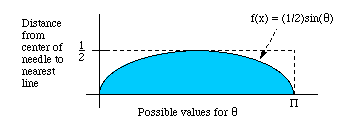 Distance
from
center of
needle to
nearest
line
f(x) = (1/2)sin(θ)
1
2
Π
Possible values for θ